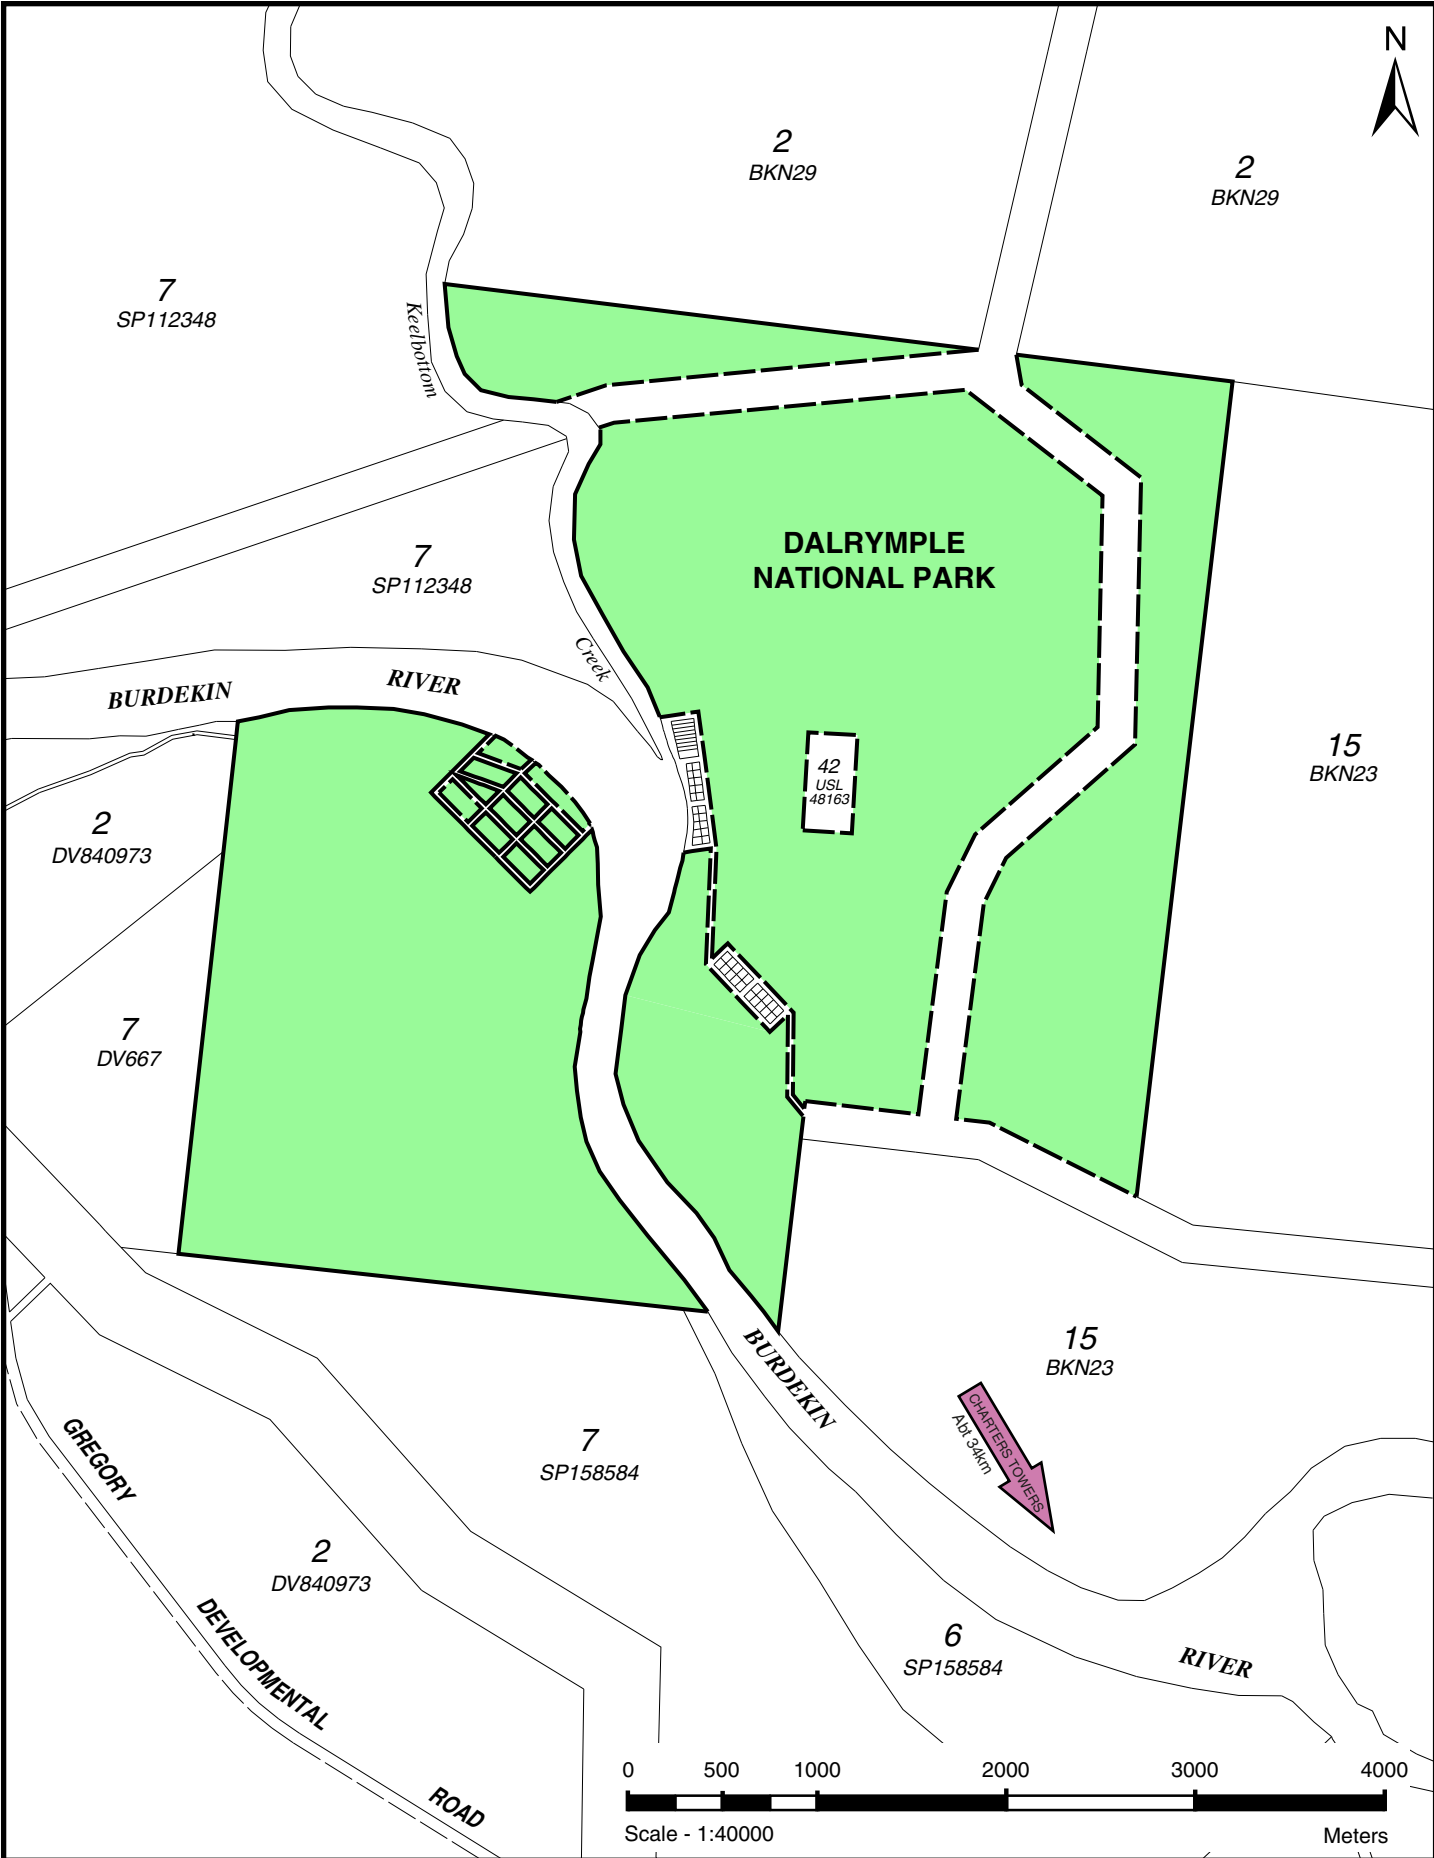 N
2
BKN29
2
BKN29
7
SP112348
Keelbottom
DALRYMPLE
NATIONAL PARK
7
SP112348
Creek
BURDEKIN
RIVER
42
USL
48163
15
BKN23
2
DV840973
7
DV667
15
BKN23
BURDEKIN
CHARTERS TOWERS
Abt 34km
7
SP158584
GREGORY
2
DV840973
DEVELOPMENTAL
ROAD
6
SP158584
RIVER
0 500 1000 2000 3000 4000
Scale - 1:40000
Meters